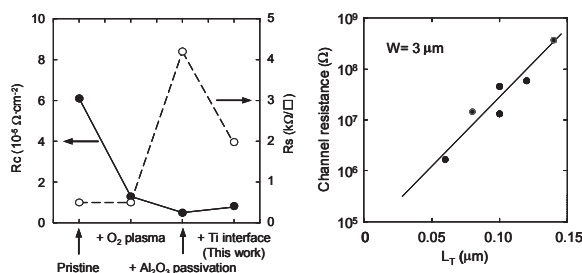 10
8
6
4
2
0
Rc (10⁻⁶ Ω·cm⁻²)
5
4
3
2
1
0
Rs (kΩ/□)
+ O₂ plasma
+ Ti interface
(This work)
Pristine
+ Al₂O₃ passivation
W= 3 μm
10⁹
10⁸
10⁷
10⁶
10⁵
Channel resistance (Ω)
0.00
0.05
0.10
0.15
L_T (μm)